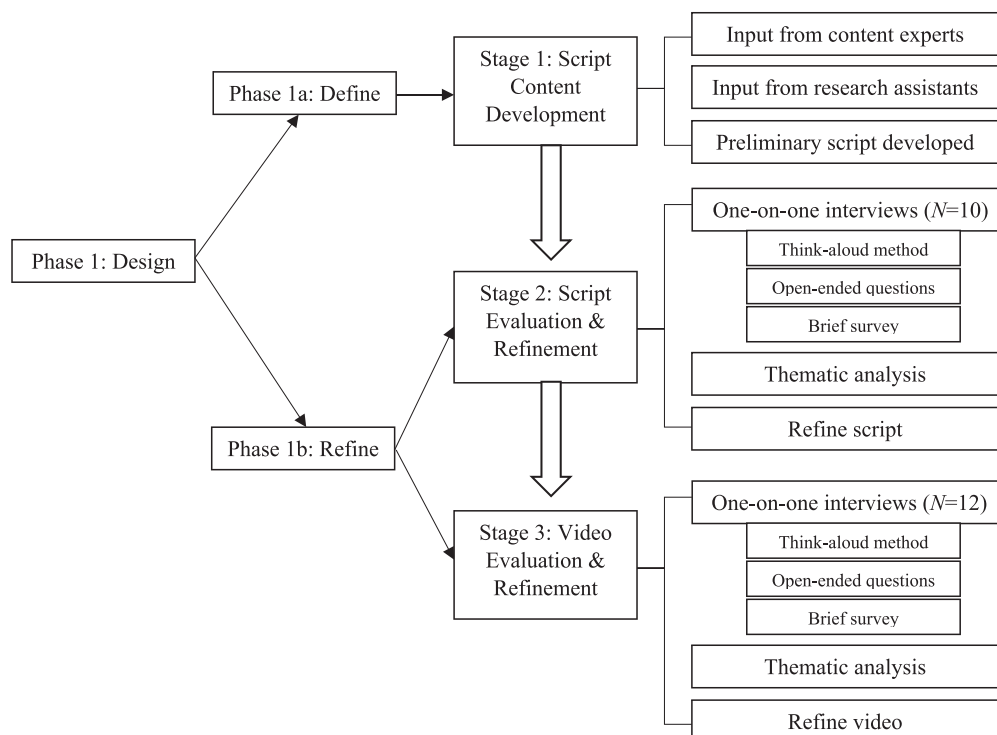 Phase 1: Design
Phase 1a: Define
Phase 1b: Refine
Stage 1: Script
Content
Development
Stage 2: Script
Evaluation &
Refinement
Stage 3: Video
Evaluation &
Refinement
Input from content experts
Input from research assistants
Preliminary script developed
One-on-one interviews (N=10)
Think-aloud method
Open-ended questions
Brief survey
Thematic analysis
Refine script
One-on-one interviews (N=12)
Think-aloud method
Open-ended questions
Brief survey
Thematic analysis
Refine video